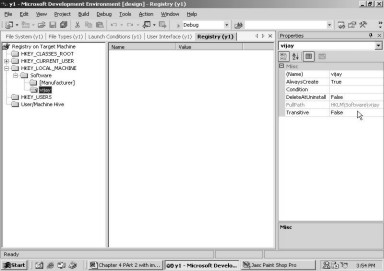 y1 - Microsoft Development Environment [design] - Registry (y1)
File Edit View Project Build Debug Tools Action Window Help
Debug
File System (y1) File Types (y1) Launch Conditions (y1) User Interface (y1) Registry (y1)
Registry on Target Machine
HKEY_CLASSES_ROOT
HKEY_CURRENT_USER
HKEY_LOCAL_MACHINE
Software
[Manufacturer]
vijay
HKEY_USERS
User/Machine Hive
Name Value
Properties
vijay
Misc
(Name) vijay
AlwaysCreate True
Condition
DeleteAtUninstall False
FullPath HKLM\Software\vijay
Transitive False
Misc
Ready
Start
Chapter 4 PArt 2 with im...
y1 - Microsoft Develo...
Jasc Paint Shop Pro